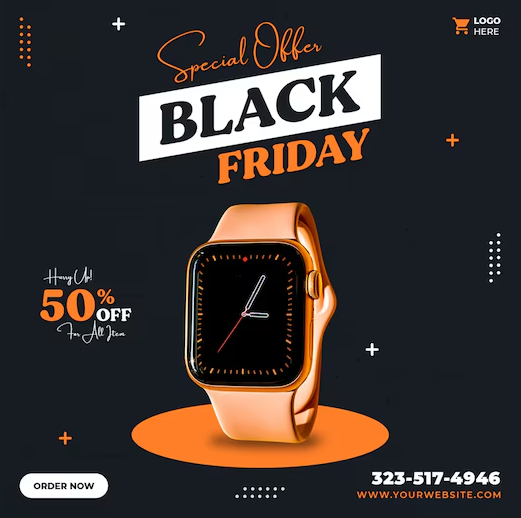 Special Offer
BLACK
FRIDAY
LOGO
HERE
Hurry Up!
50%
OFF
For All Item
ORDER NOW
323-517-4946
WWW.YOURWEBSITE.COM